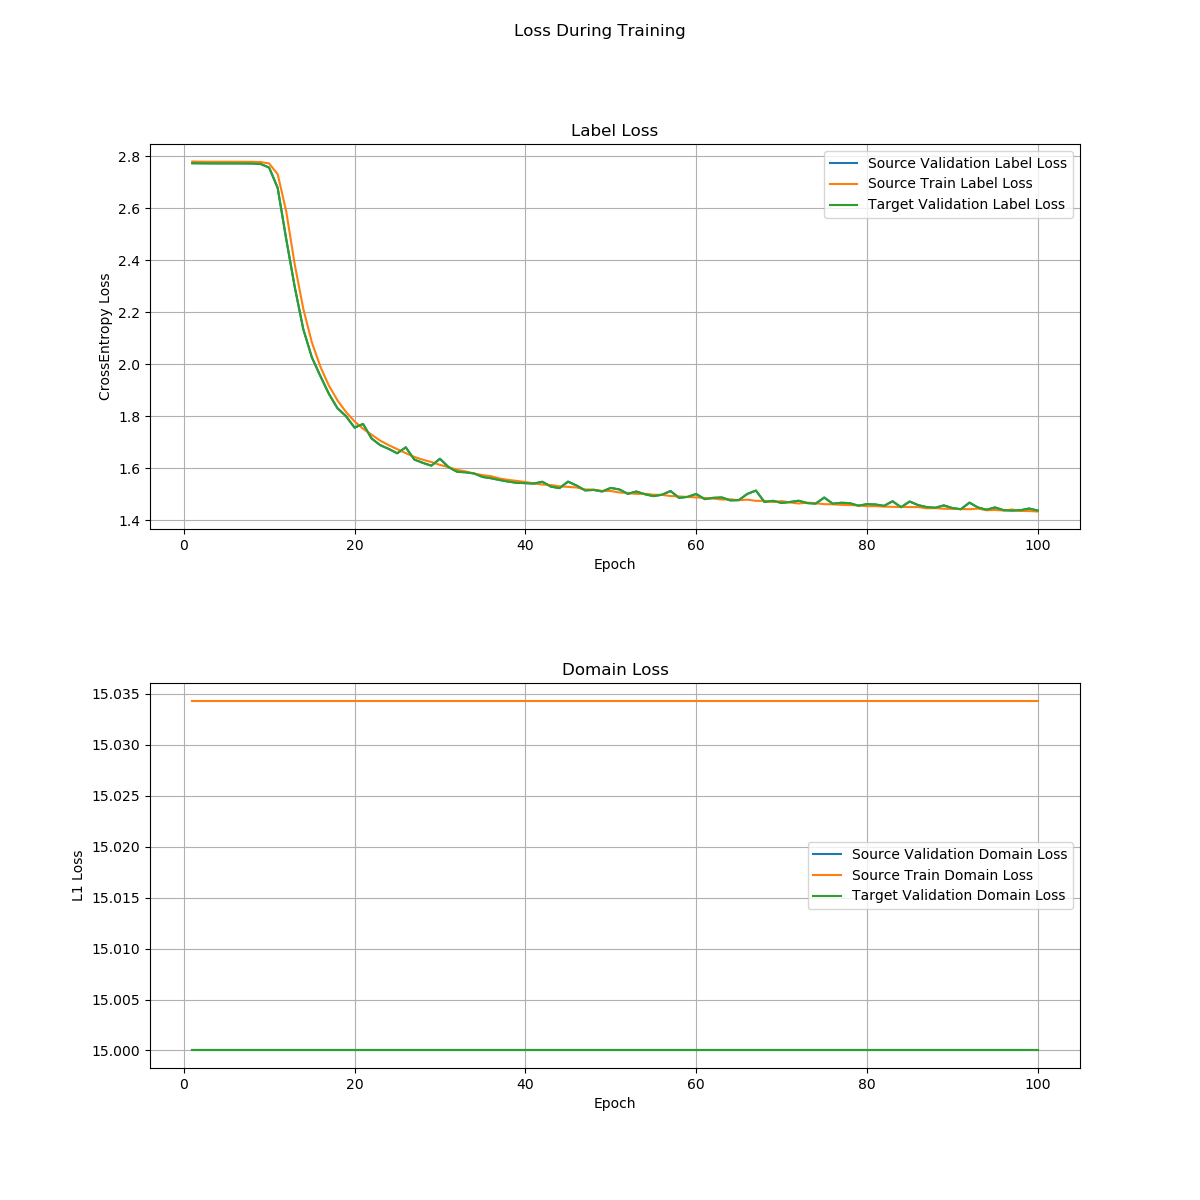 Loss During Training
Label Loss
2.8
2.6
2.4
2.2
2.0
1.8
1.6
1.4
CrossEntropy Loss
Source Validation Label Loss
Source Train Label Loss
Target Validation Label Loss
0 20 40 60 80 100
Epoch
Domain Loss
15.035
15.030
15.025
15.020
15.015
15.010
15.005
15.000
L1 Loss
Source Validation Domain Loss
Source Train Domain Loss
Target Validation Domain Loss
0 20 40 60 80 100
Epoch